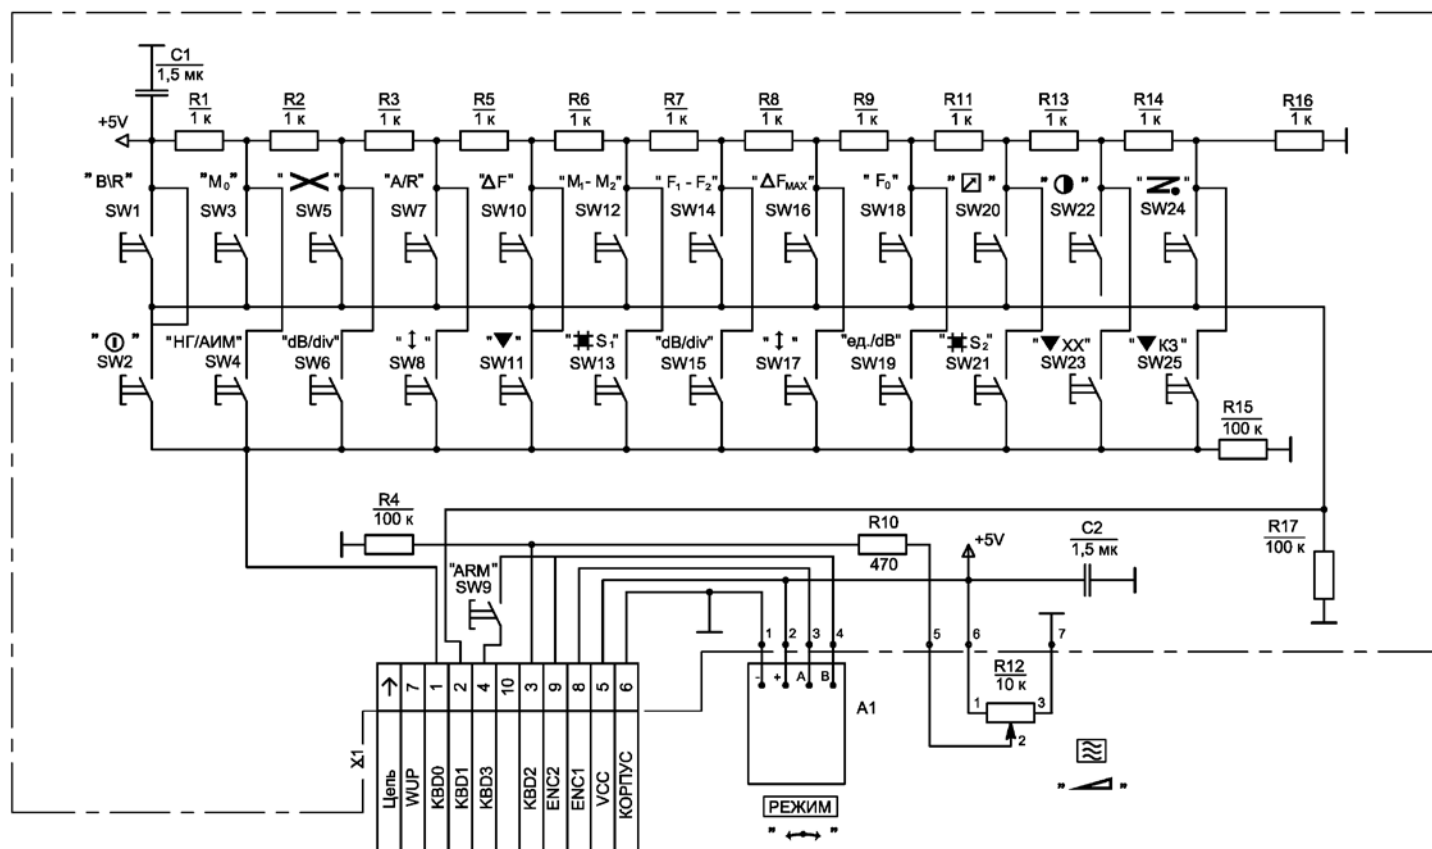 C1
1,5 мк
R1 R2 R3 R5 R6 R7 R8 R9 R11 R13 R14 R16
1 к 1 к 1 к 1 к 1 к 1 к 1 к 1 к 1 к 1 к 1 к 1 к
+5V
"B\R" "M₀" " " "A/R" "ΔF" "M₁- M₂" "F₁ - F₂" "ΔFMAX" "F₀" " " " " " "
SW1 SW3 SW5 SW7 SW10 SW12 SW14 SW16 SW18 SW20 SW22 SW24
" " "НГ/АИМ" "dB/div" "↕" "▼" " S₁" "dB/div" "↕" "ед./dB" " S₂" "▼XX" "▼КЗ"
SW2 SW4 SW6 SW8 SW11 SW13 SW15 SW17 SW19 SW21 SW23 SW25
R15
100 к
R4
100 к
R10
470
+5V
C2
1,5 мк
R17
100 к
"ARM"
SW9
1 2 3 4 5 6 7
R12
10 к
1 3
2
- + A B
A1
→ 7 1 2 4 10 3 9 8 5 6
X1
Цепь
WUP
KBD0
KBD1
KBD3
KBD2
ENC2
ENC1
VCC
КОРПУС
РЕЖИМ